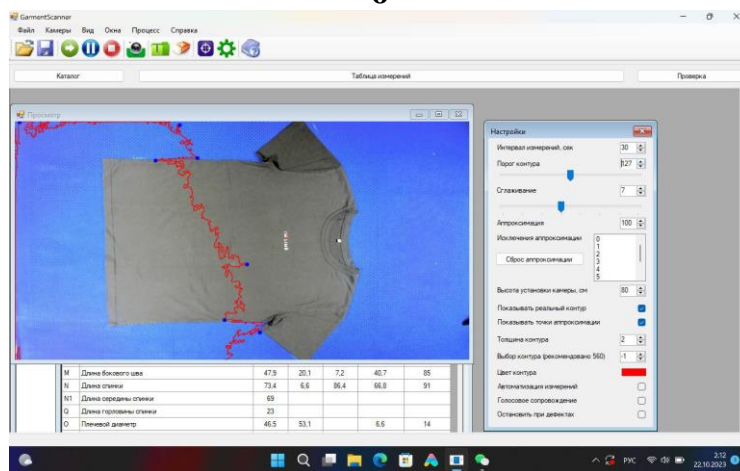 GarmentScanner
Файл Камеры Вид Окна Процесс Справка
Каталог Таблица измерений Проверка
Просмотр
Настройки
Интервал измерений, сек 30
Порог контура 127
Сглаживание 7
Аппроксимация 100
Исключения аппроксимации 0
1
2
Сброс аппроксимации 3
4
5
Высота установки камеры, см 80
Показывать реальный контур
Показывать точки аппроксимации
Толщина контура 2
Выбор контура (рекомендовано 560) -1
Цвет контура
Автоматизация измерений
Голосовое сопровождение
Остановить при дефектах
M Длина бокового шва 47,9 20,1 7,2 40,7 85
N Длина спинки 73,4 6,6 86,4 66,8 91
N1 Длина середины спинки 69
Q Длина горловины спинки 23
O Плечевой диаметр 46,5 53,1 6,6 14
РУС 2:12
22.10.2023